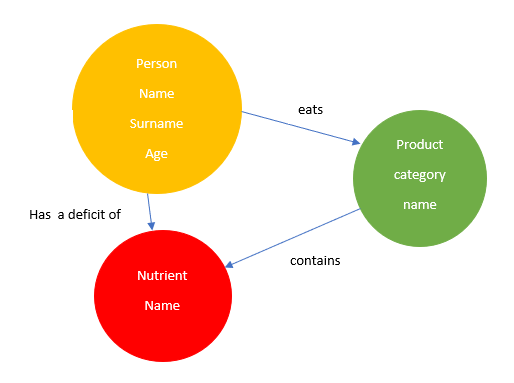 Person
Name
Surname
Age
eats
Product
category
name
Has  a deficit of
contains
Nutrient
Name